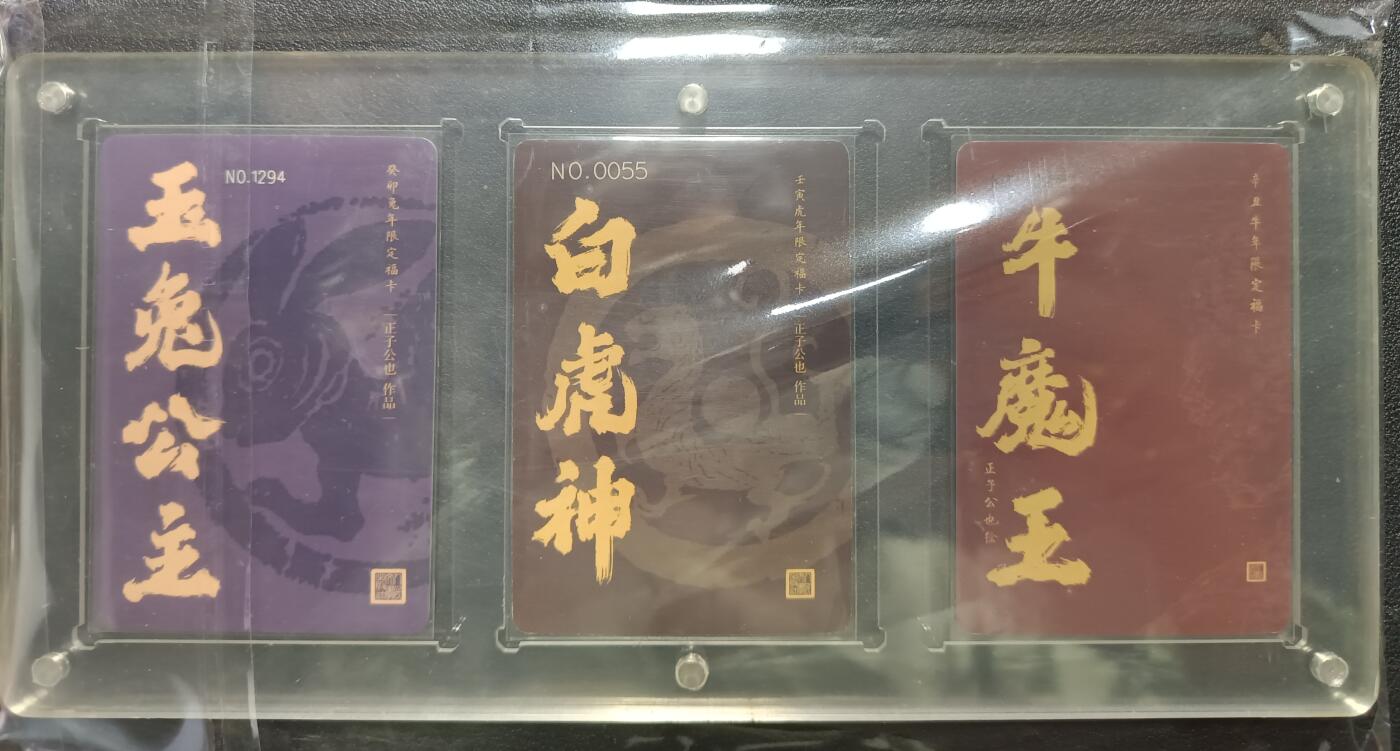 玉兔公主
NO.1294
癸卯兔年限定福卡
正子公也 作品
白虎神
NO.0055
壬寅虎年限定福卡
正子公也 作品
牛魔王
辛丑牛年限定福卡
正子公也绘